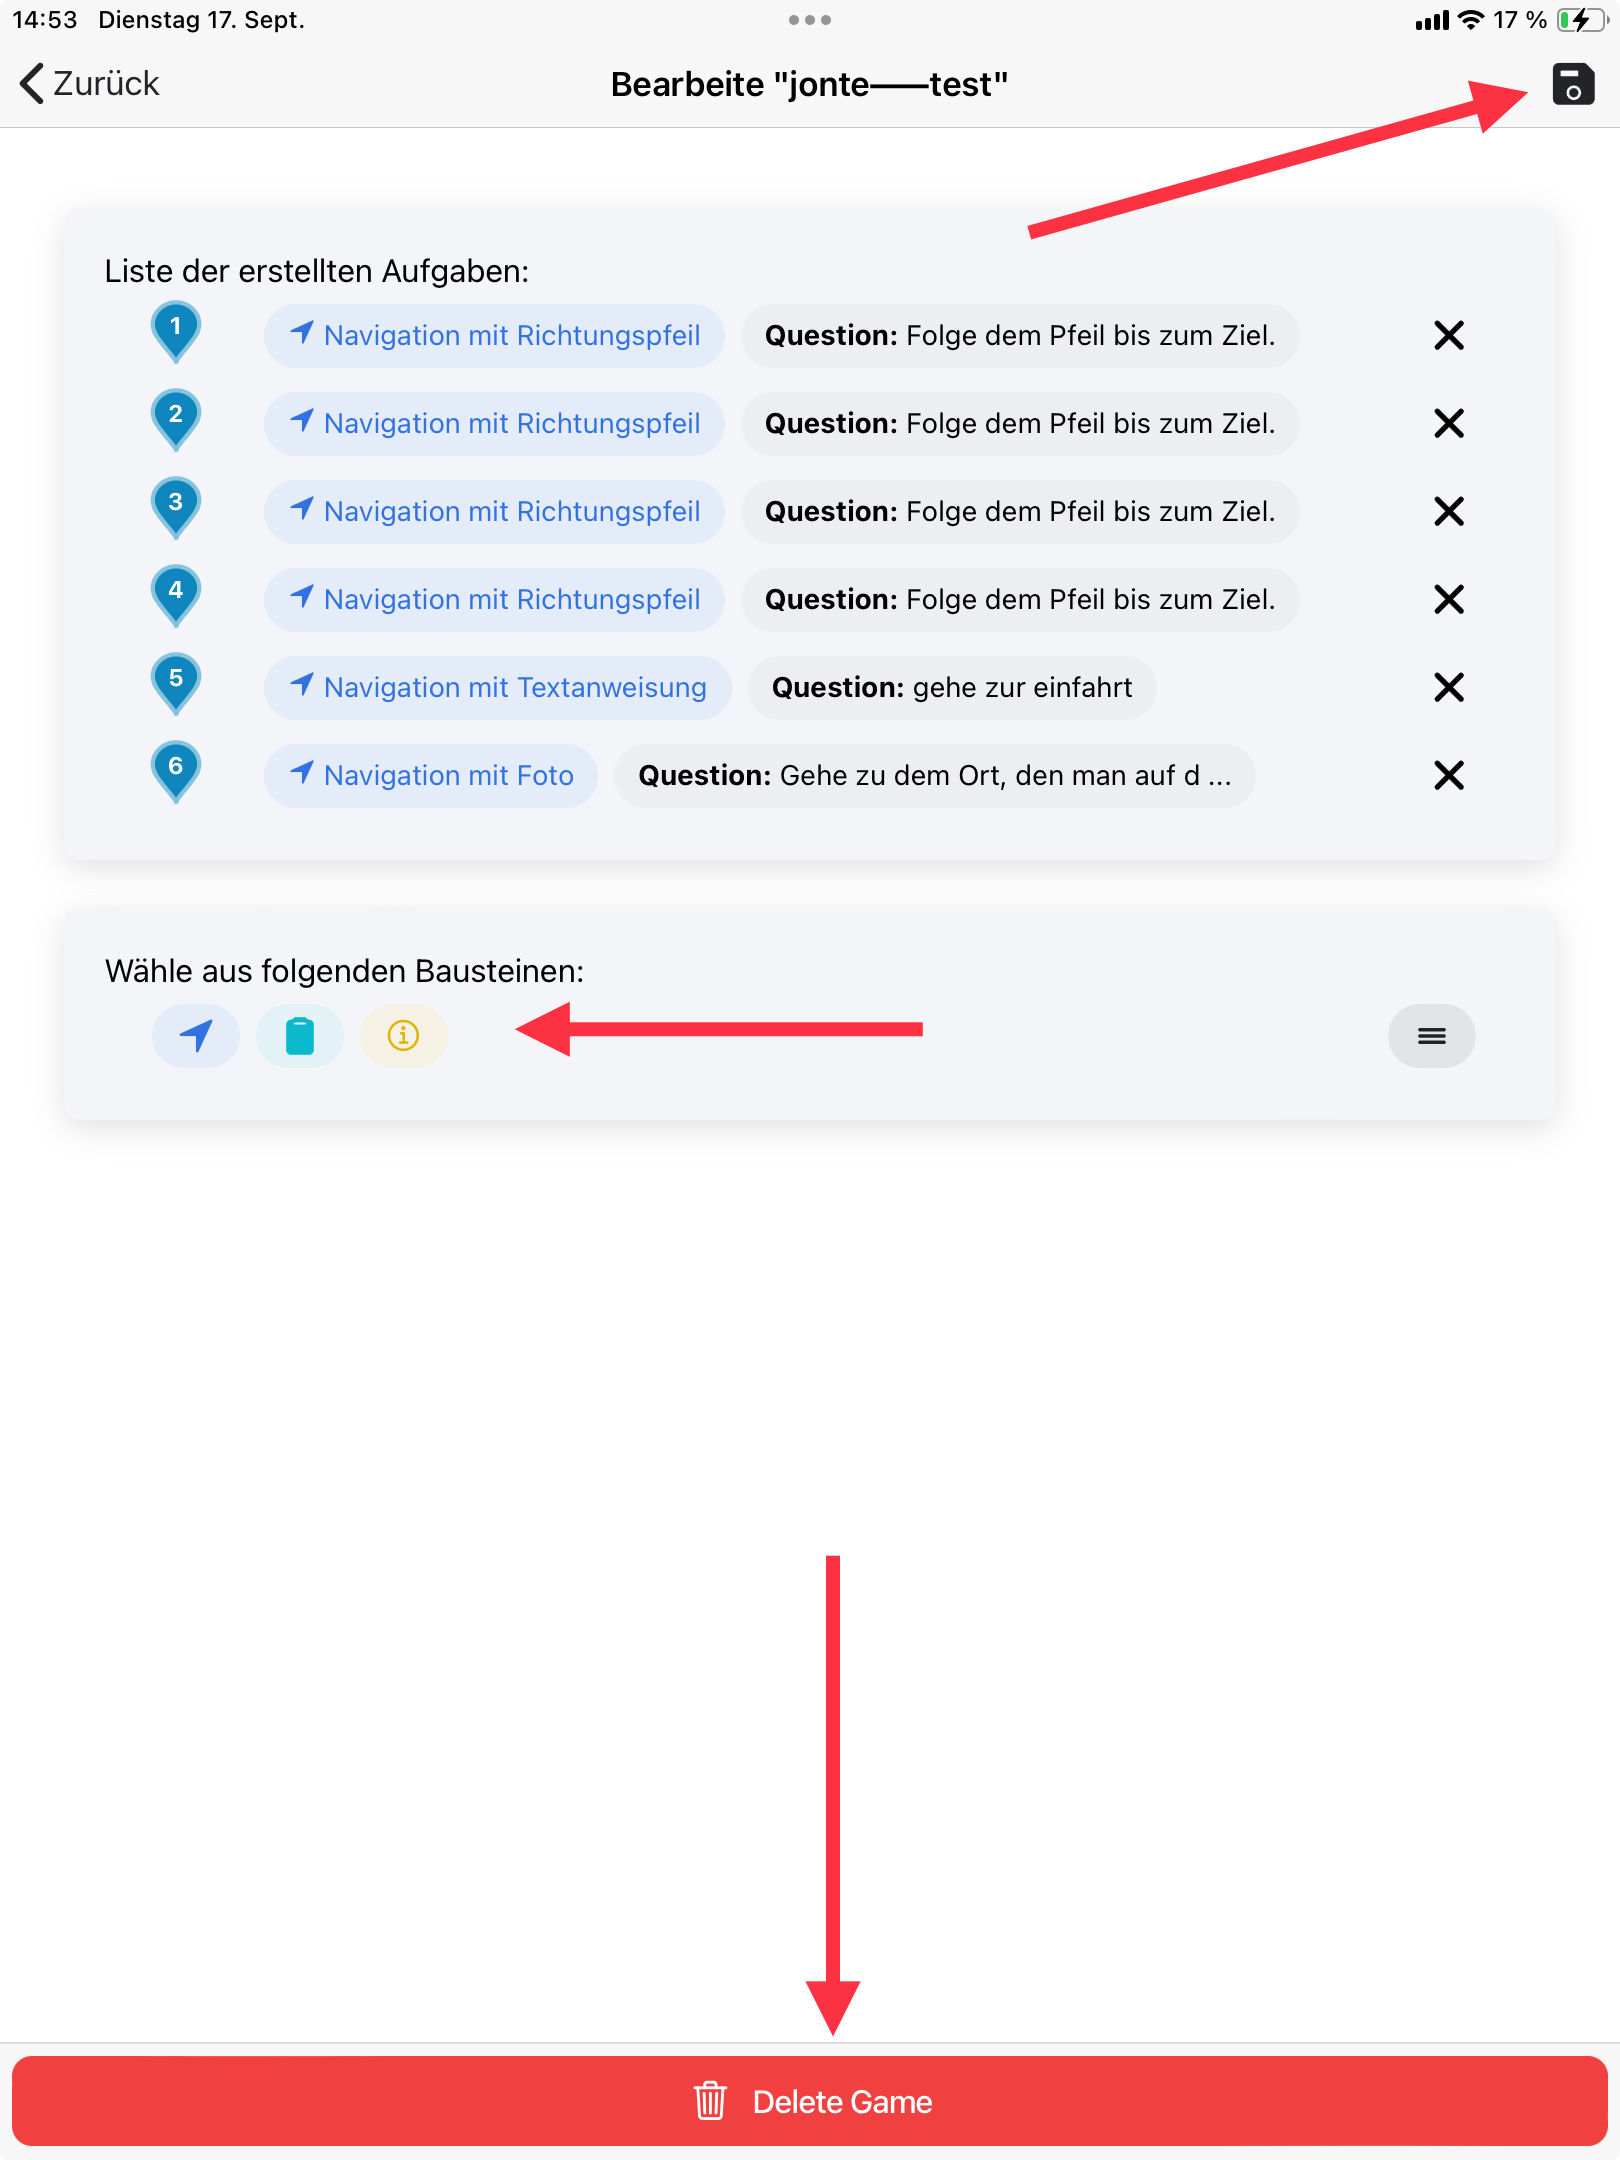 14:53 Dienstag 17. Sept. 17 %
Zurück Bearbeite "jonte——test"
Liste der erstellten Aufgaben:
1 Navigation mit Richtungspfeil Question: Folge dem Pfeil bis zum Ziel.
2 Navigation mit Richtungspfeil Question: Folge dem Pfeil bis zum Ziel.
3 Navigation mit Richtungspfeil Question: Folge dem Pfeil bis zum Ziel.
4 Navigation mit Richtungspfeil Question: Folge dem Pfeil bis zum Ziel.
5 Navigation mit Textanweisung Question: gehe zur einfahrt
6 Navigation mit Foto Question: Gehe zu dem Ort, den man auf d ...
Wähle aus folgenden Bausteinen:
Delete Game